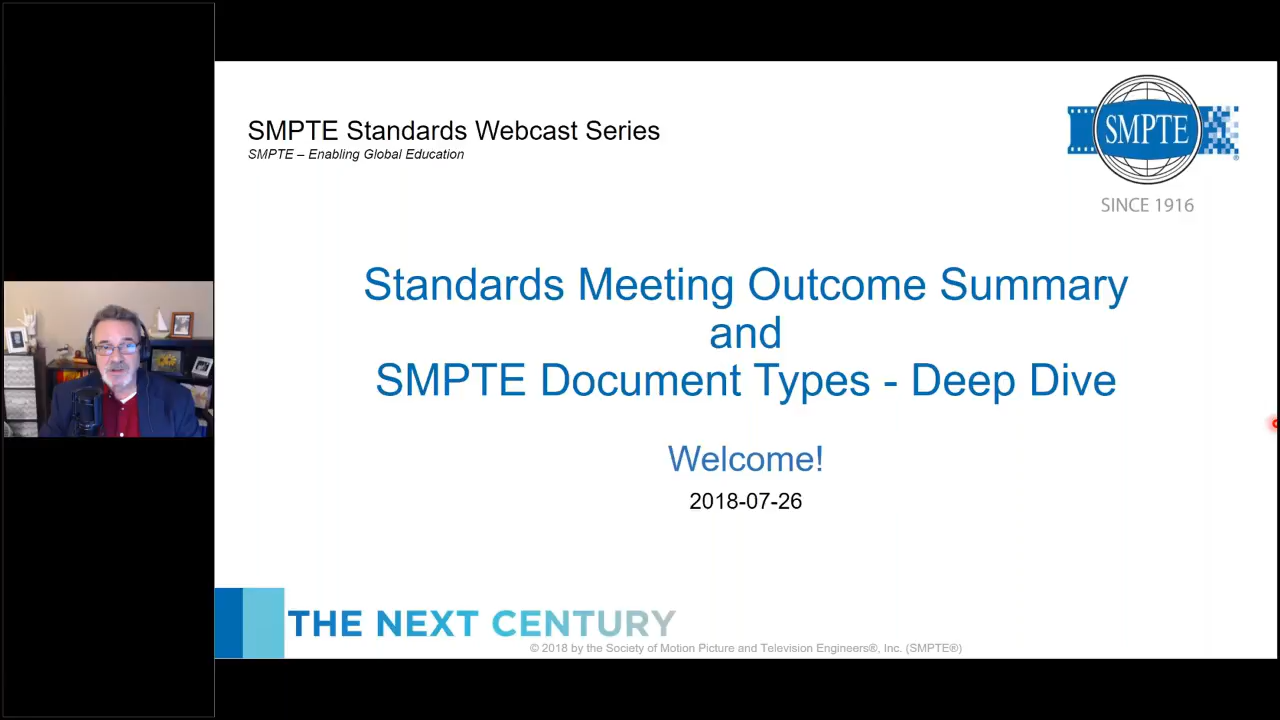 SMPTE Standards Webcast Series
SMPTE – Enabling Global Education
SMPTE
®
SINCE 1916
Standards Meeting Outcome Summary
and
SMPTE Document Types - Deep Dive
Welcome!
2018-07-26
THE NEXT CENTURY
© 2018 by the Society of Motion Picture and Television Engineers®, Inc. (SMPTE®)